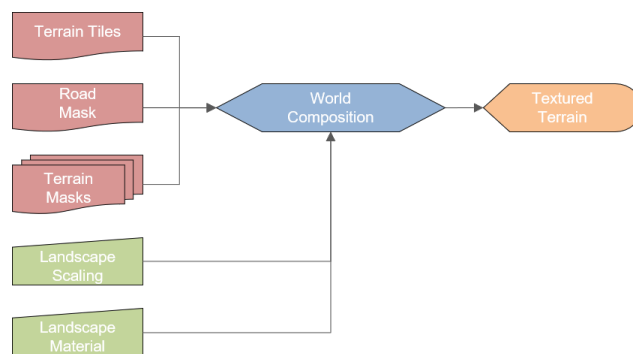 Terrain Tiles
Road
Mask
World
Composition
Textured
Terrain
Terrain
Masks
Landscape
Scaling
Landscape
Material